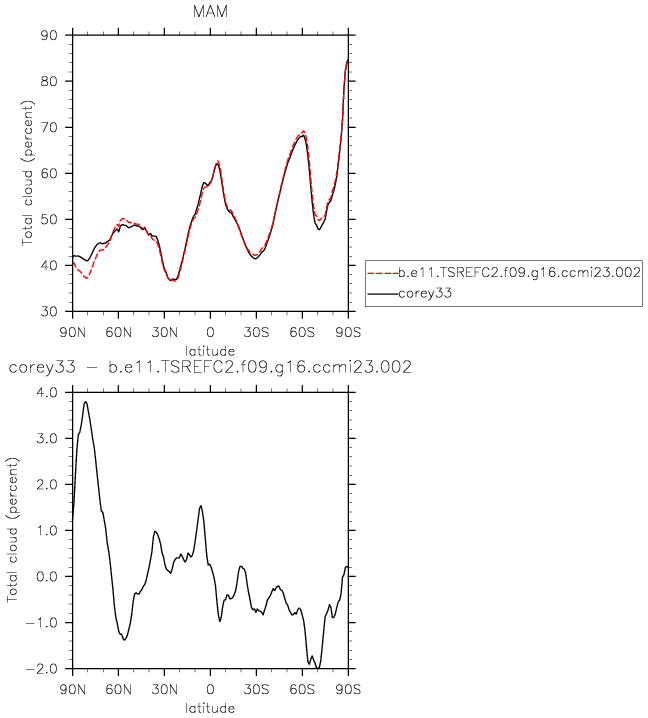 MAM
90
80
70
60
50
40
30
Total cloud (percent)
90N 60N 30N 0 30S 60S 90S
latitude
b.e11.TSREFC2.f09.g16.ccmi23.002
corey33
corey33 − b.e11.TSREFC2.f09.g16.ccmi23.002
4.0
3.0
2.0
1.0
0.0
−1.0
−2.0
Total cloud (percent)
90N 60N 30N 0 30S 60S 90S
latitude